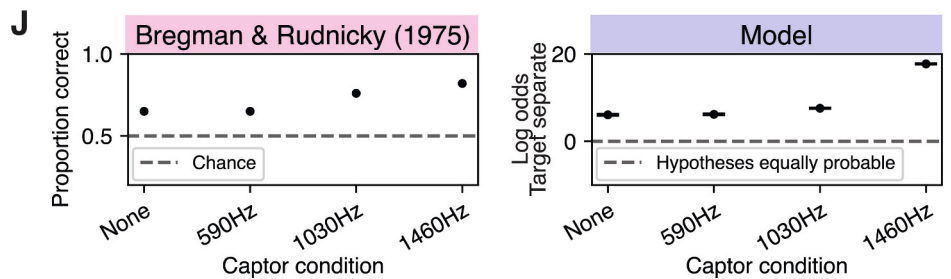 J
Bregman & Rudnicky (1975)
Proportion correct
1.0
0.5
Chance
None
590Hz
1030Hz
1460Hz
Captor condition
Model
Log odds
Target separate
20
0
Hypotheses equally probable
None
590Hz
1030Hz
1460Hz
Captor condition